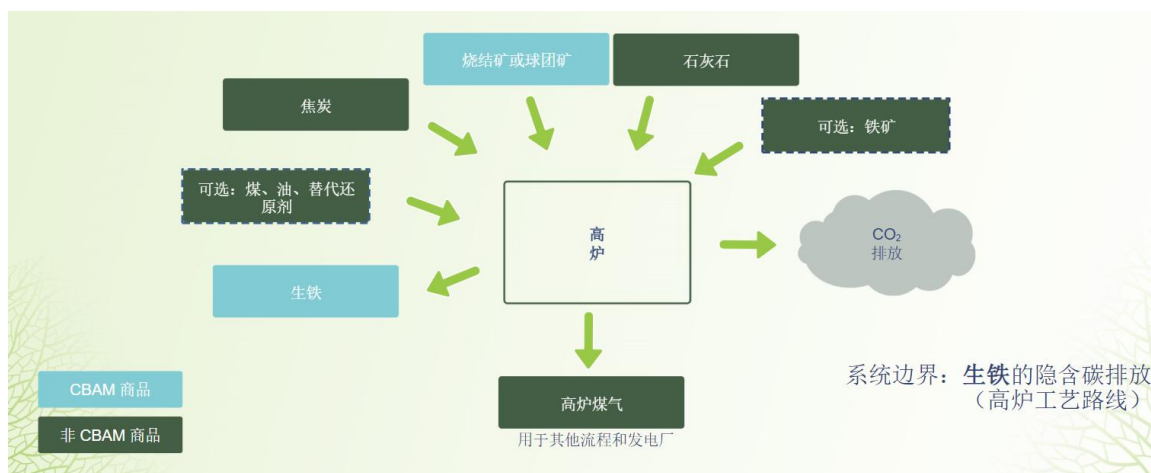 烧结矿或球团矿
石灰石
焦炭
可选：铁矿
可选：煤、油、替代还
原剂
高
炉
CO₂
排放
生铁
系统边界：生铁的隐含碳排放
（高炉工艺路线）
CBAM 商品
高炉煤气
非 CBAM 商品
用于其他流程和发电厂